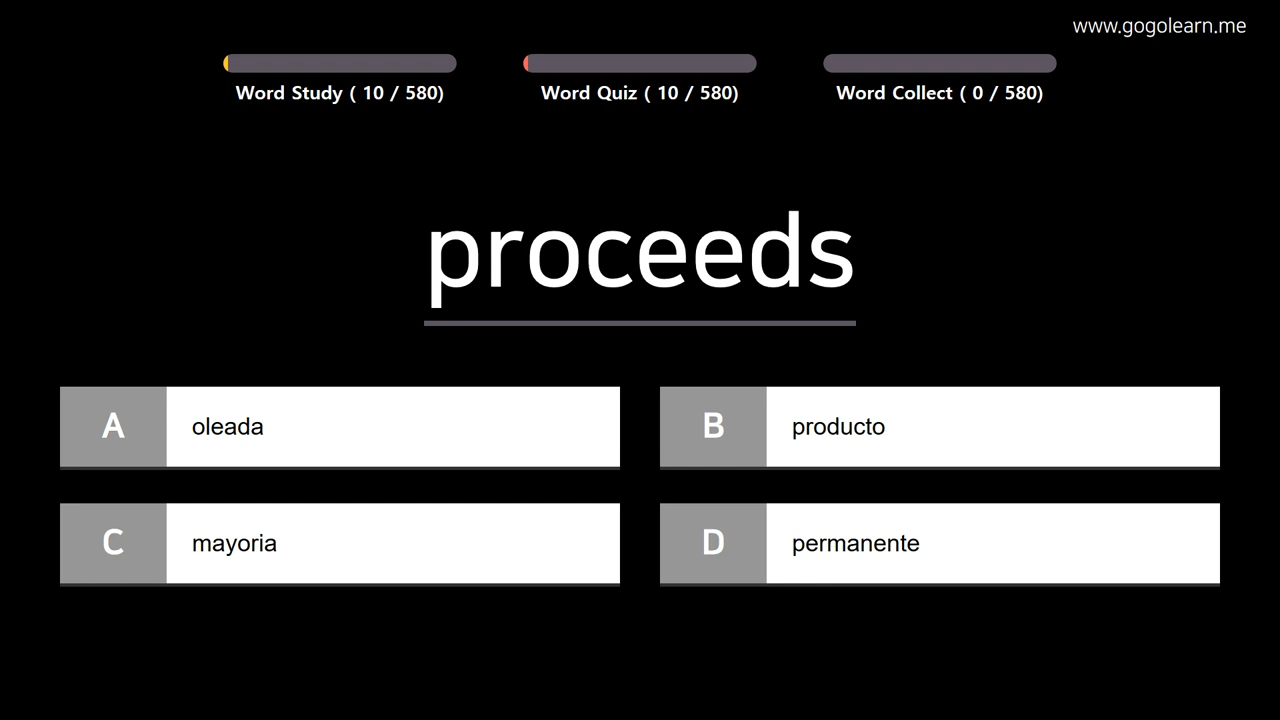 www.gogolearn.me
Word Study ( 10 / 580)
Word Quiz ( 10 / 580)
Word Collect ( 0 / 580)
proceeds
A
oleada
B
producto
C
mayoria
D
permanente